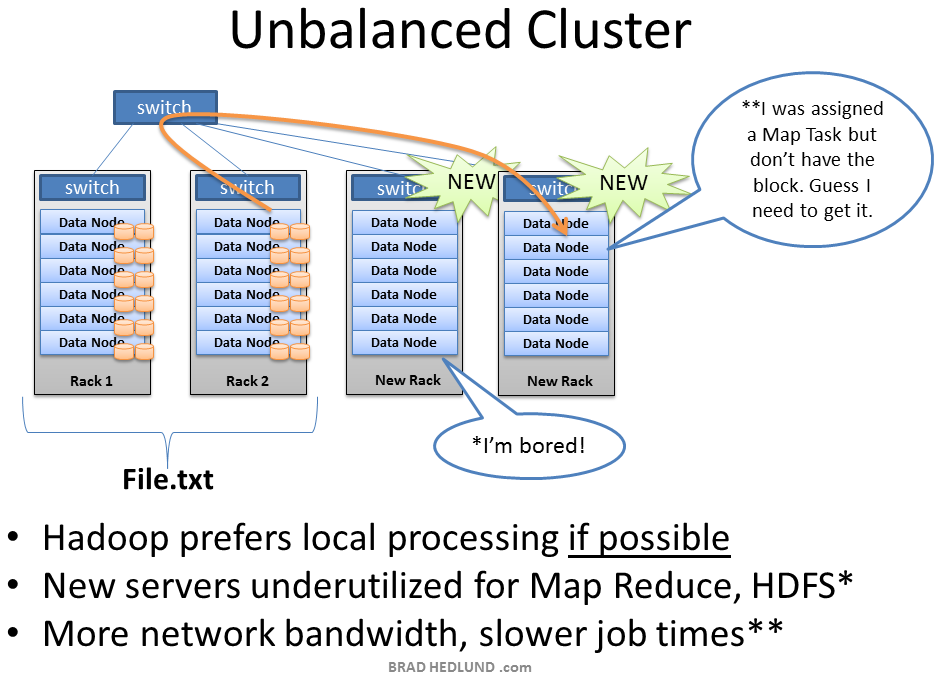 Unbalanced Cluster
switch
**I was assigned
a Map Task but
don't have the
block. Guess I
need to get it.
switch
Data Node
Data Node
Data Node
Data Node
Data Node
Data Node
Rack 1
switch
Data Node
Data Node
Data Node
Data Node
Data Node
Data Node
Rack 2
switch
NEW
Data Node
Data Node
Data Node
Data Node
Data Node
Data Node
New Rack
switch
NEW
Data Node
Data Node
Data Node
Data Node
Data Node
Data Node
New Rack
*I'm bored!
File.txt
• Hadoop prefers local processing if possible
• New servers underutilized for Map Reduce, HDFS*
• More network bandwidth, slower job times**
BRAD HEDLUND .com